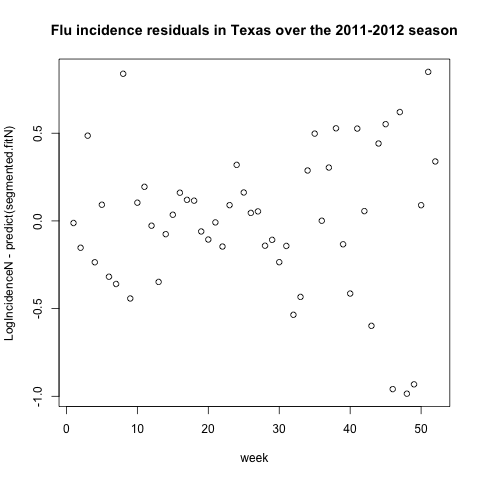 Flu incidence residuals in Texas over the 2011-2012 season
LogIncidenceN - predict(segmented.fitN)
0.5
0.0
-0.5
-1.0
0 10 20 30 40 50
week